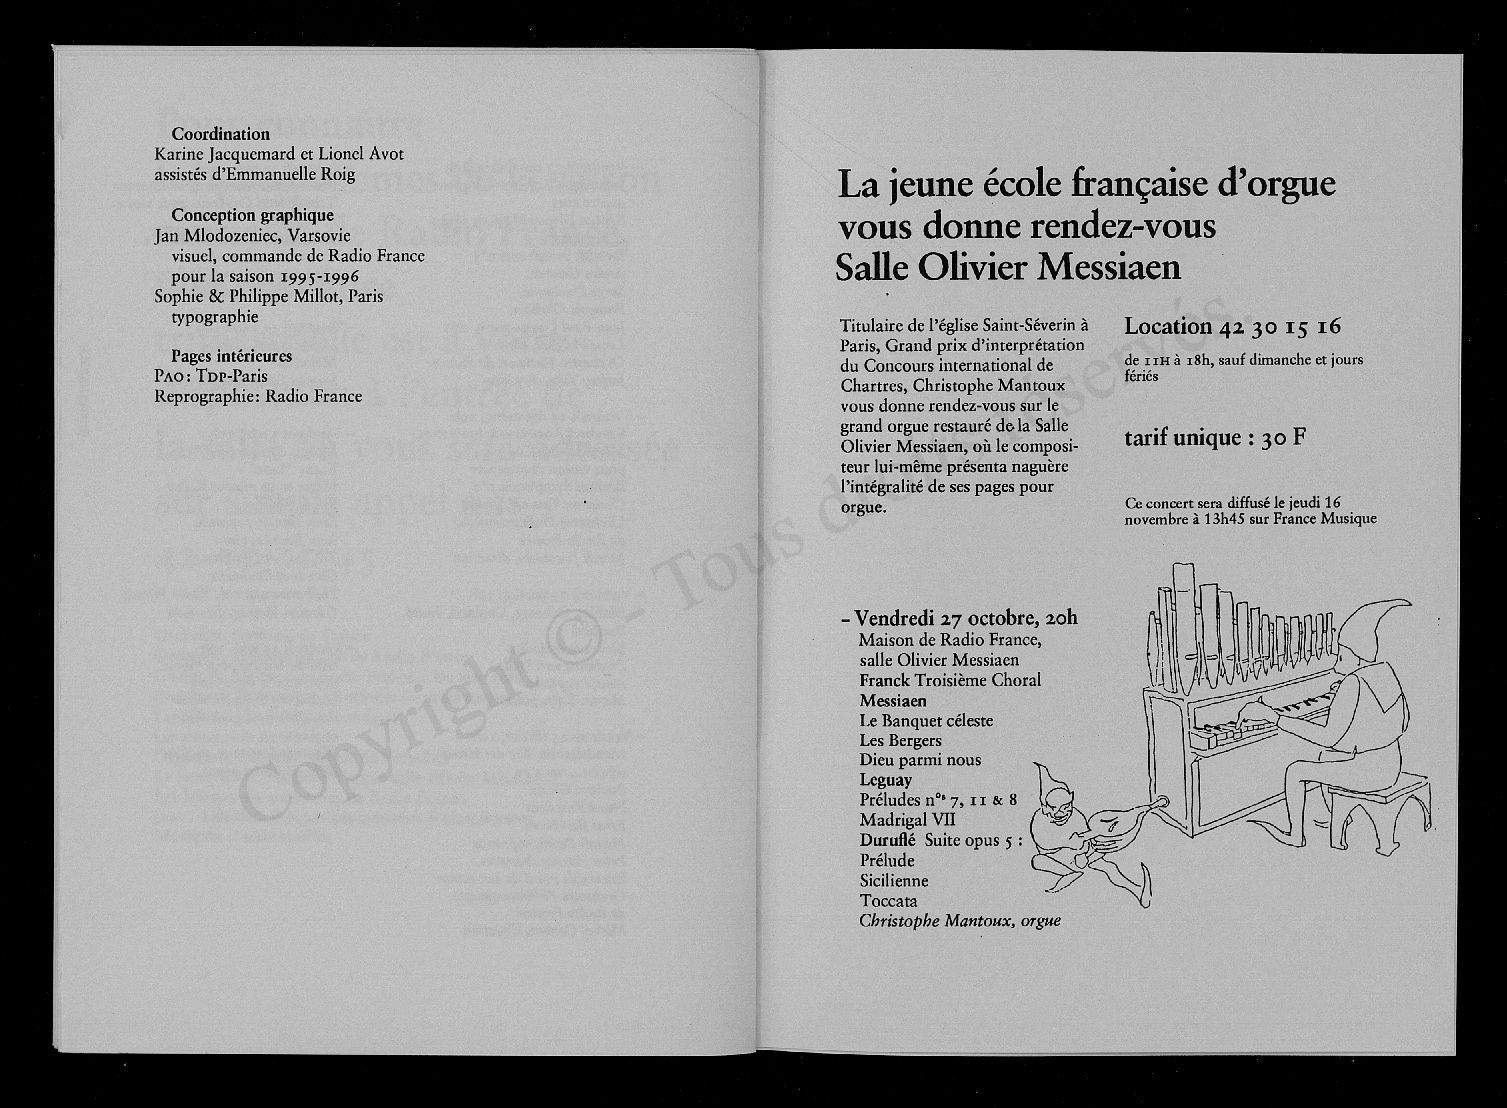 Coordination
Karine Jacquemard et Lionel Avot
assistés d'Emmanuelle Roig
Conception graphique
Jan Mlodozeniec, Varsovie
visuel, commande de Radio France
pour la saison 1995-1996
Sophie & Philippe Millot, Paris
typographie
Pages intérieures
PAO : TDP-Paris
Reprographie : Radio France
La jeune école française d'orgue
vous donne rendez-vous
Salle Olivier Messiaen
Titulaire de l'église Saint-Séverin à
Paris, Grand prix d'interprétation
du Concours international de
Chartres, Christophe Mantoux
vous donne rendez-vous sur le
grand orgue restauré de la Salle
Olivier Messiaen, où le composi-
teur lui-même présenta naguère
l'intégralité de ses pages pour
orgue.
Location 42 30 15 16
de 11H à 18h, sauf dimanche et jours
fériés
tarif unique : 30 F
Ce concert sera diffusé le jeudi 16
novembre à 13h45 sur France Musique
– Vendredi 27 octobre, 20h
Maison de Radio France,
salle Olivier Messiaen
Franck Troisième Choral
Messiaen
Le Banquet céleste
Les Bergers
Dieu parmi nous
Leguay
Préludes nos 7, 11 & 8
Madrigal VII
Duruflé Suite opus 5 :
Prélude
Sicilienne
Toccata
Christophe Mantoux, orgue
Copyright © - Tous droits réservés.